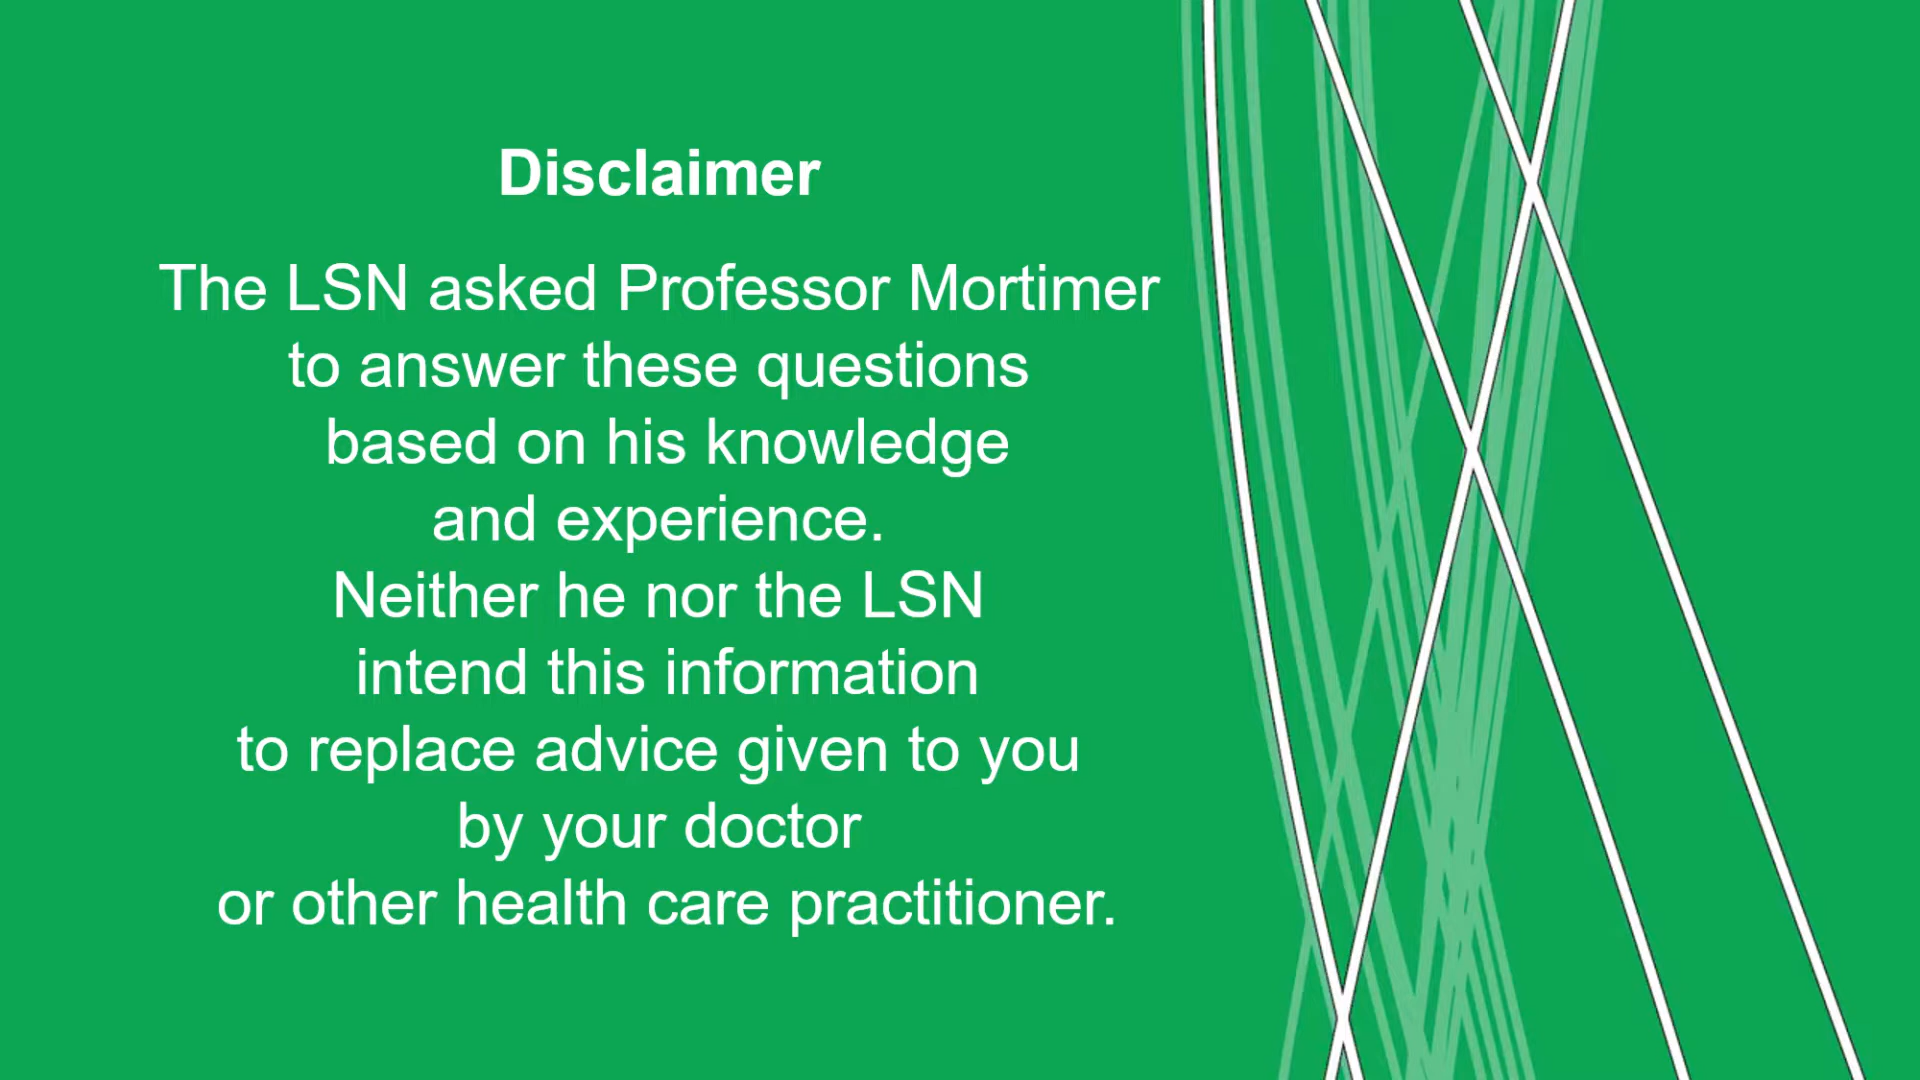 Disclaimer
The LSN asked Professor Mortimer
to answer these questions
based on his knowledge
and experience.
Neither he nor the LSN
intend this information
to replace advice given to you
by your doctor
or other health care practitioner.